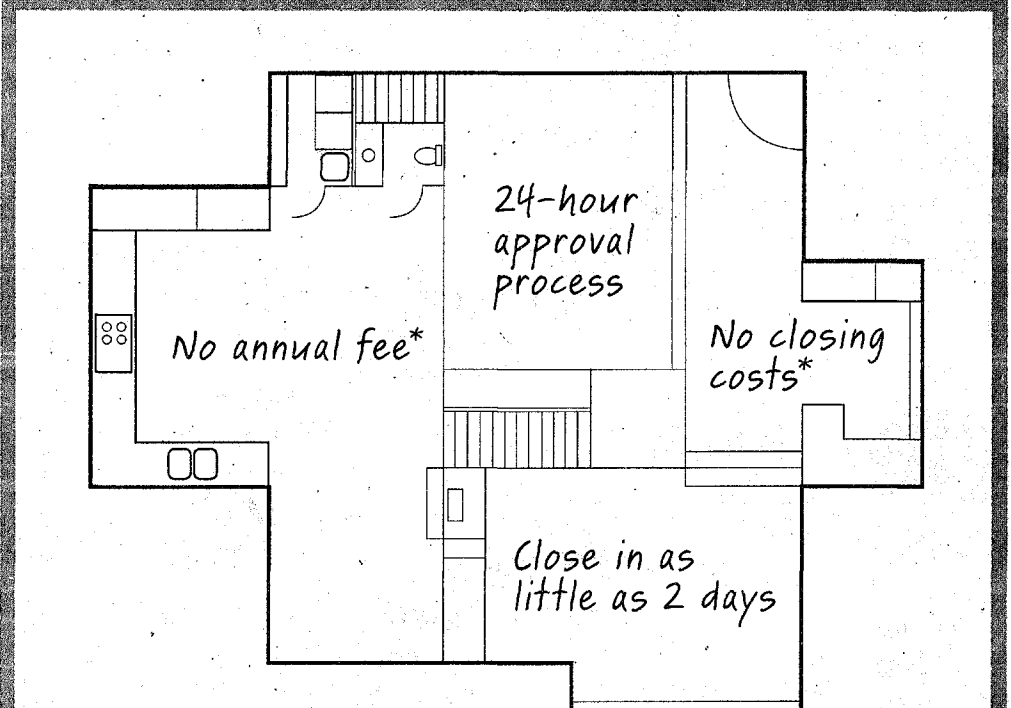 24-hour
approval
process
No annual fee*
No closing
costs*
Close in as
little as 2 days